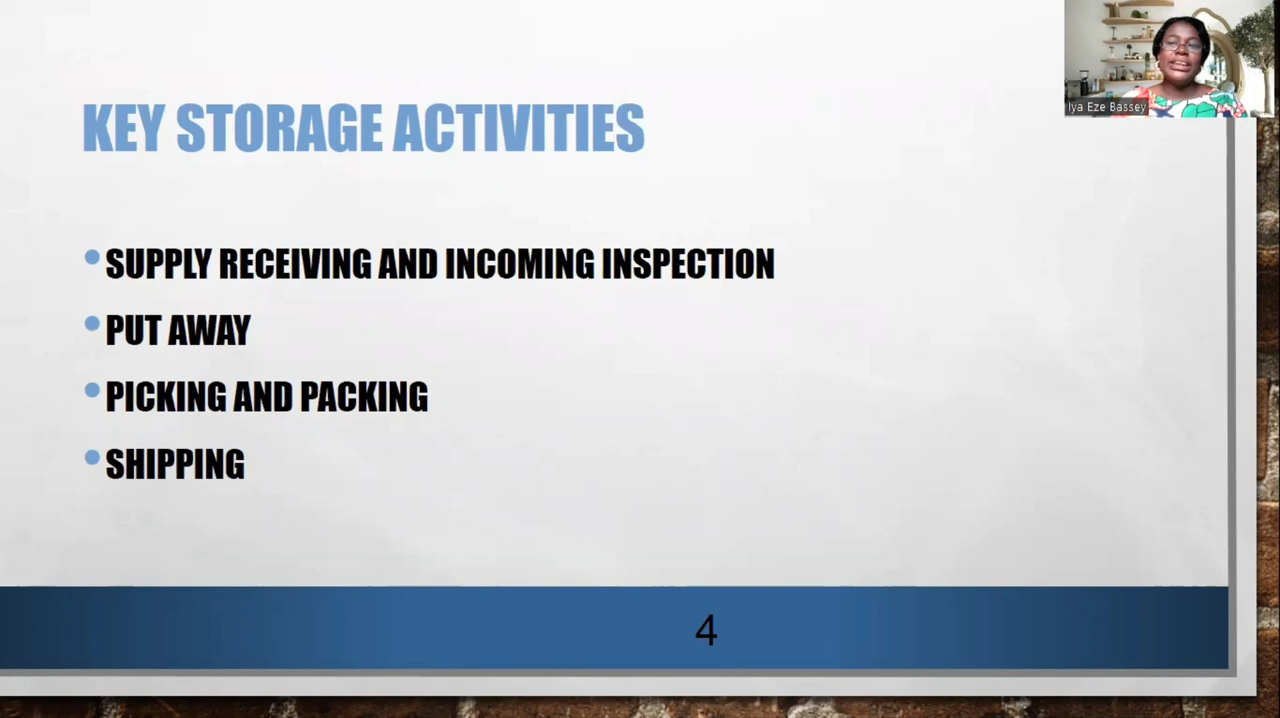 Iya Eze Bassey
KEY STORAGE ACTIVITIES
SUPPLY RECEIVING AND INCOMING INSPECTION
PUT AWAY
PICKING AND PACKING
SHIPPING
4